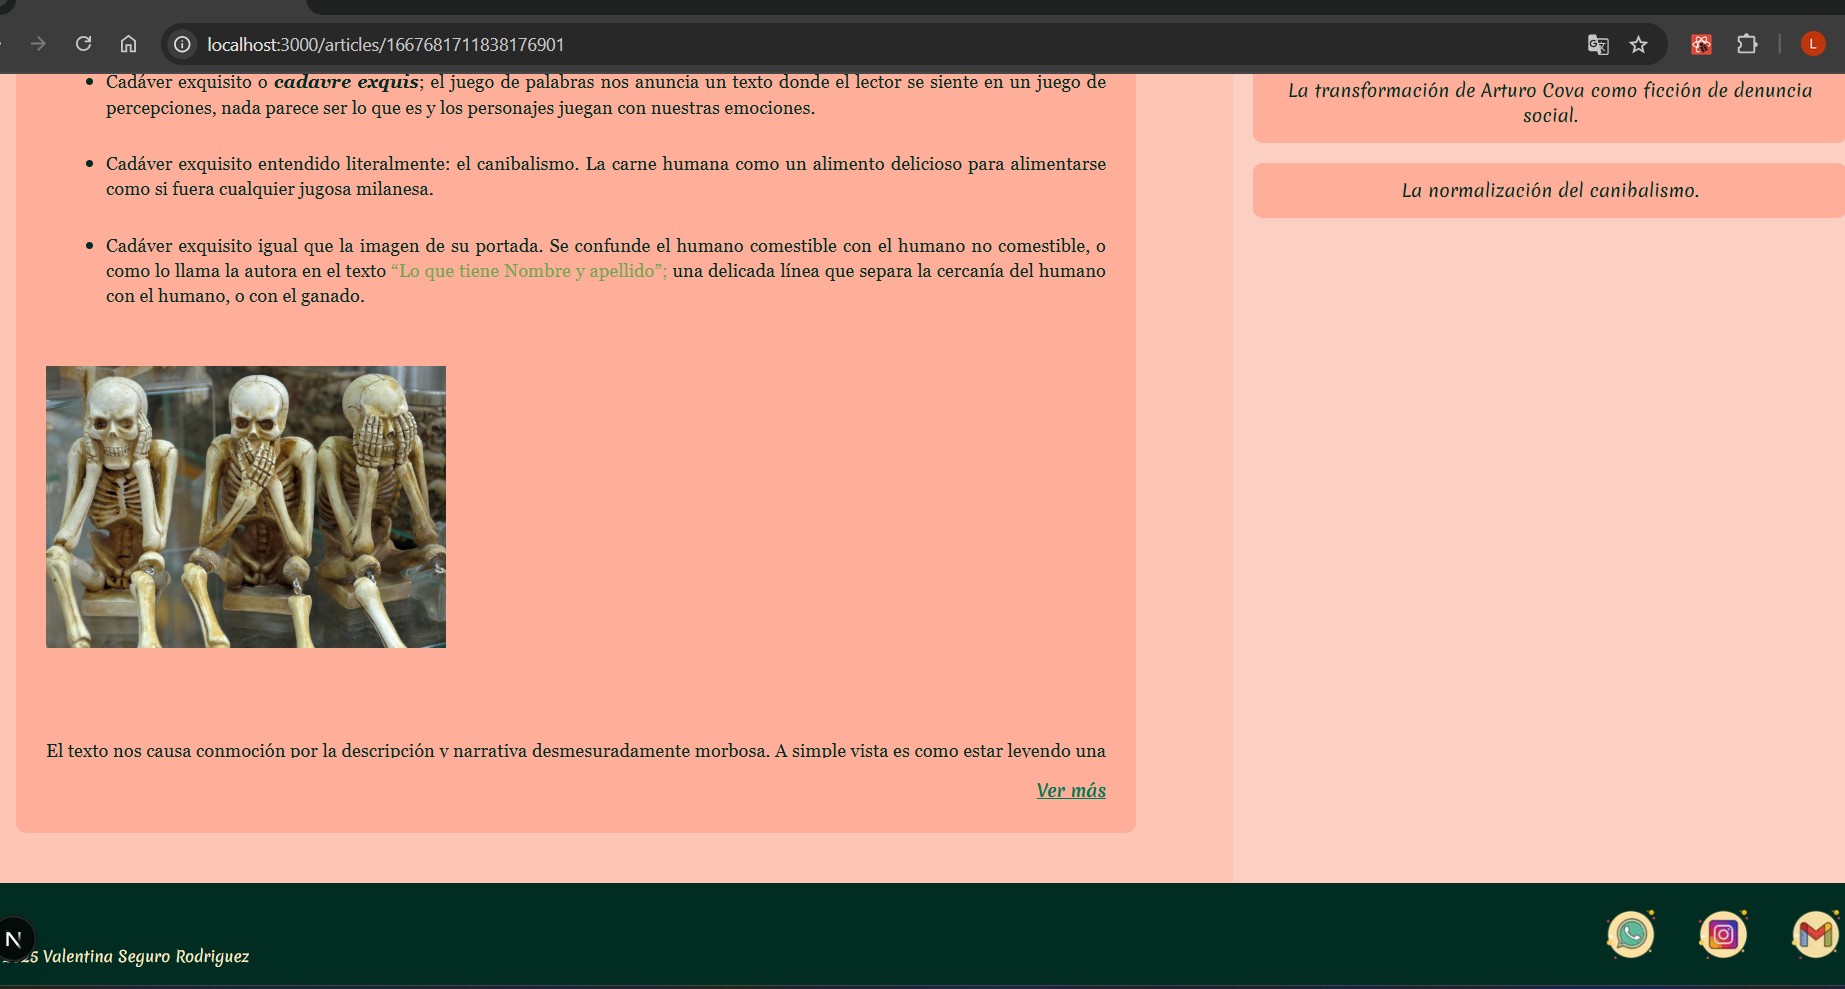 localhost:3000/articles/1667681711838176901
L
Cadáver exquisito o cadavre exquis; el juego de palabras nos anuncia un texto donde el lector se siente en un juego de
percepciones, nada parece ser lo que es y los personajes juegan con nuestras emociones.
Cadáver exquisito entendido literalmente: el canibalismo. La carne humana como un alimento delicioso para alimentarse
como si fuera cualquier jugosa milanesa.
Cadáver exquisito igual que la imagen de su portada. Se confunde el humano comestible con el humano no comestible, o
como lo llama la autora en el texto “Lo que tiene Nombre y apellido”; una delicada línea que separa la cercanía del humano
con el humano, o con el ganado.
El texto nos causa conmoción por la descripción y narrativa desmesuradamente morbosa. A simple vista es como estar leyendo una
Ver más
La transformación de Arturo Cova como ficción de denuncia
social.
La normalización del canibalismo.
N
Valentina Seguro Rodriguez